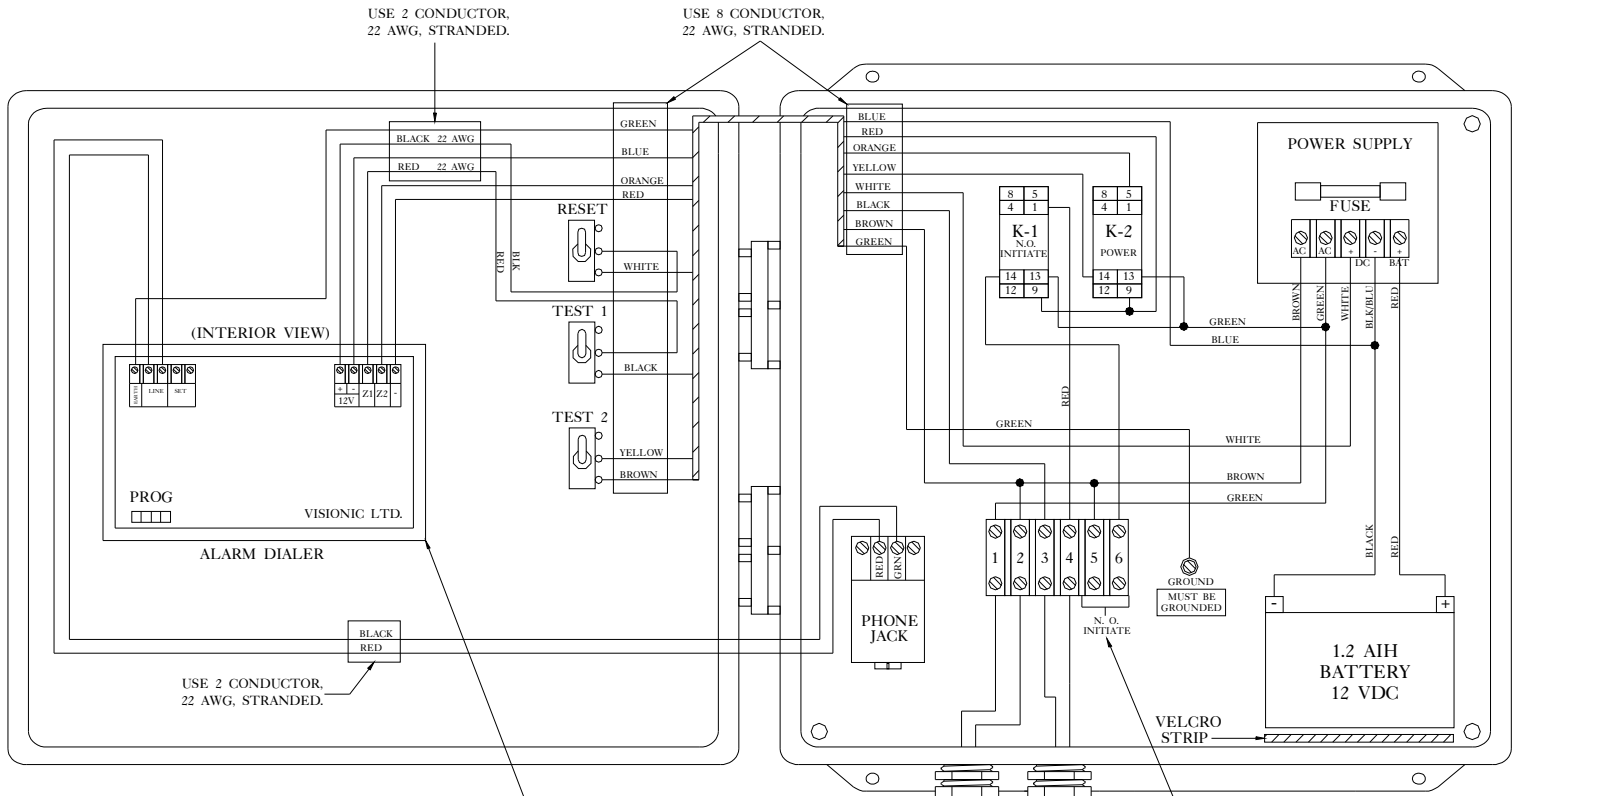 USE 2 CONDUCTOR,
22 AWG, STRANDED.
USE 8 CONDUCTOR,
22 AWG, STRANDED.
GREEN
BLACK 22 AWG
BLUE
RED 22 AWG
ORANGE
RED
RESET
WHITE
RED
BLK
TEST 1
BLACK
TEST 2
YELLOW
BROWN
(INTERIOR VIEW)
EARTH
LINE
SET
+
-
12V
Z1
Z2
-
PROG
VISIONIC LTD.
ALARM DIALER
BLACK
RED
USE 2 CONDUCTOR,
22 AWG, STRANDED.
BLUE
RED
ORANGE
YELLOW
WHITE
BLACK
BROWN
GREEN
8 5
4 1
K-1
N.O.
INITIATE
14 13
12 9
8 5
4 1
K-2
POWER
14 13
12 9
POWER SUPPLY
FUSE
AC
AC
+
-
+
DC
BAT
BROWN
GREEN
WHITE
BLK/BLU
RED
GREEN
BLUE
RED
GREEN
WHITE
BROWN
GREEN
BLACK
RED
1
2
3
4
5
6
N. O.
INITIATE
GROUND
MUST BE
GROUNDED
RED
GRN
PHONE
JACK
-
+
1.2 AIH
BATTERY
12 VDC
VELCRO
STRIP